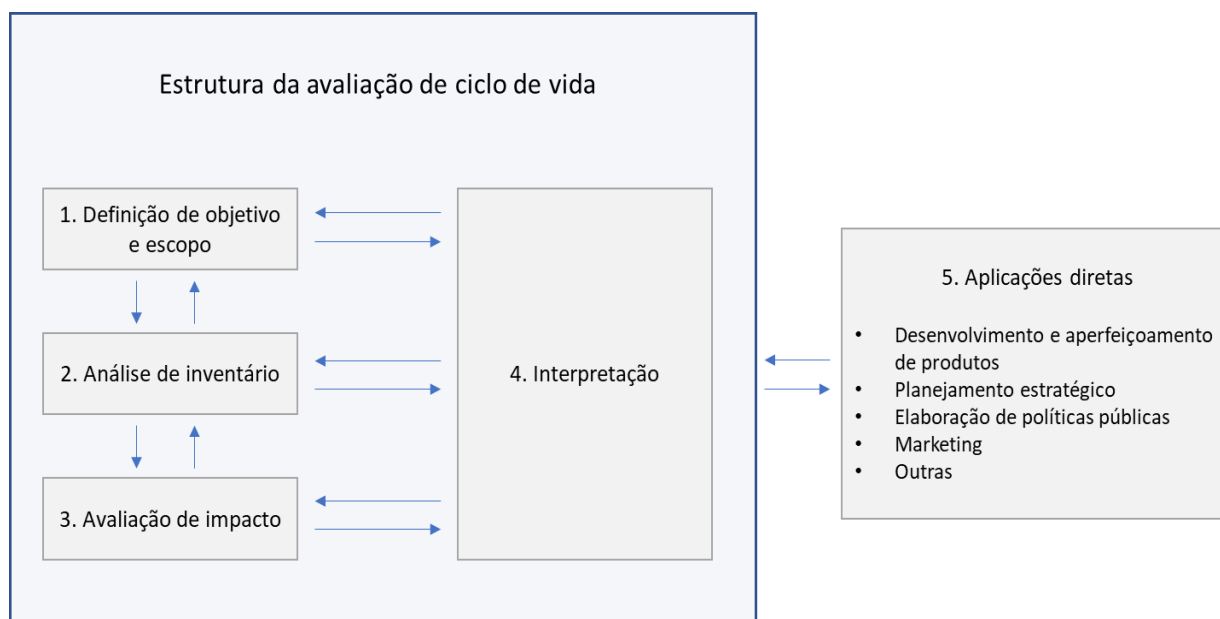 Estrutura da avaliação de ciclo de vida
1. Definição de objetivo
e escopo
2. Análise de inventário
3. Avaliação de impacto
4. Interpretação
5. Aplicações diretas
• Desenvolvimento e aperfeiçoamento
de produtos
• Planejamento estratégico
• Elaboração de políticas públicas
• Marketing
• Outras